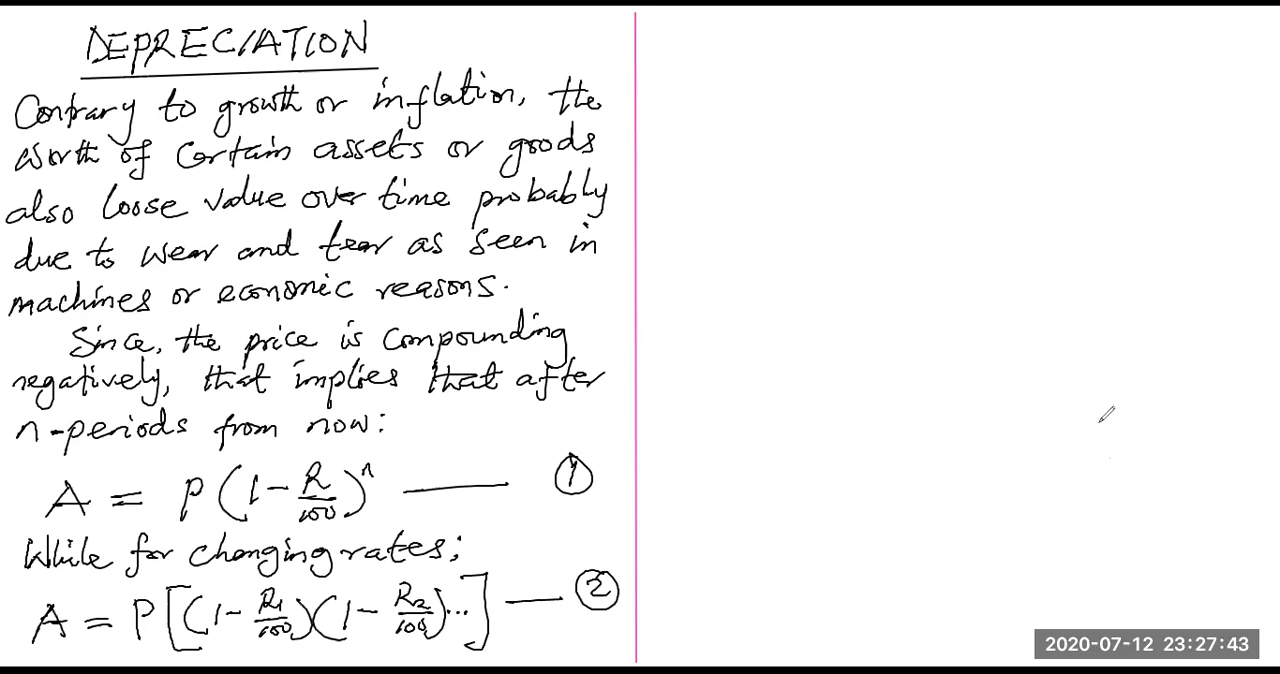 DEPRECIATION
Contrary to growth or inflation, the
worth of certain assets or goods
also loose value over time probably
due to wear and tear as seen in
machines or economic reasons.
Since, the price is compounding
negatively, that implies that after
n-periods from now:
A = P(1 - R/100)^n —— ①
While for changing rates;
A = P[(1 - R₁/100)(1 - R₂/100)...] —— ②
2020-07-12 23:27:43